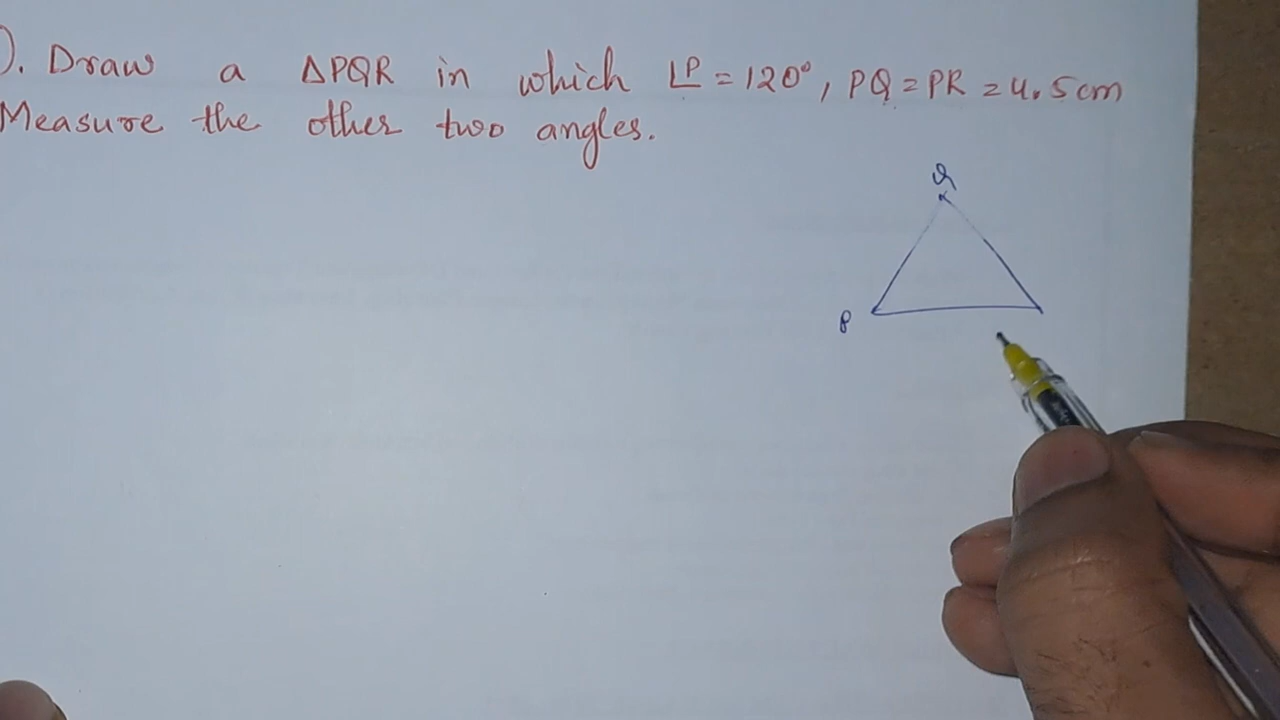 ). Draw a ΔPQR in which ∠P = 120°, PQ = PR = 4.5cm
Measure the other two angles.
Q
P